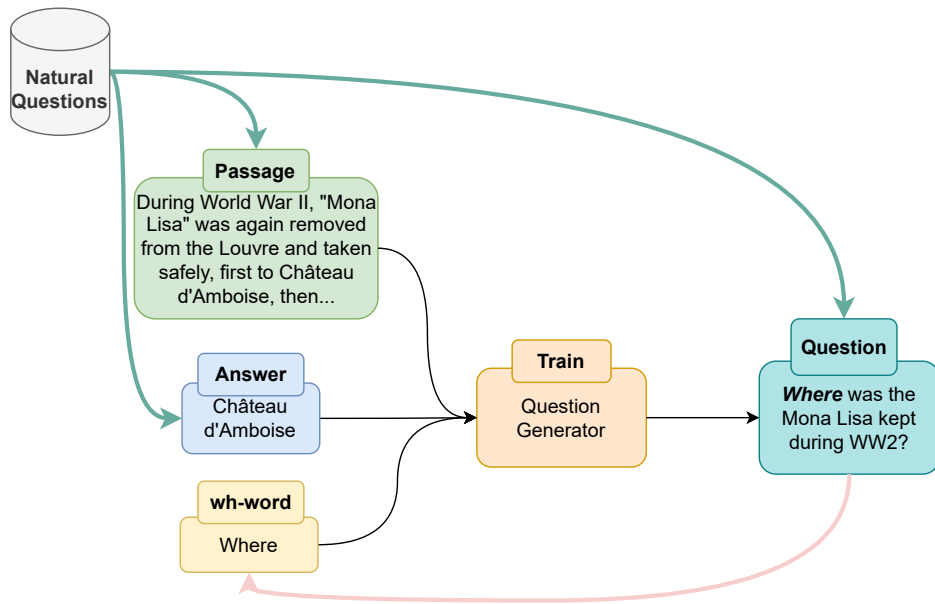 Natural
Questions
Passage
During World War II, "Mona
Lisa" was again removed
from the Louvre and taken
safely, first to Château
d'Amboise, then...
Answer
Château
d'Amboise
wh-word
Where
Train
Question
Generator
Question
Where was the
Mona Lisa kept
during WW2?